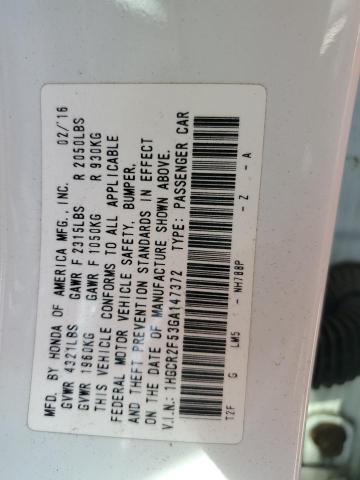 MFD. BY HONDA OF AMERICA MFG., INC. 02/'16
GVWR 4321LBS GAWR F 2315LBS R 2050LBS
GVWR 1960KG GAWR F 1050KG R 930KG
THIS VEHICLE CONFORMS TO ALL APPLICABLE
FEDERAL MOTOR VEHICLE SAFETY, BUMPER,
AND THEFT PREVENTION STANDARDS IN EFFECT
ON THE DATE OF MANUFACTURE SHOWN ABOVE.
V.I.N.: 1HGCR2F53GA147372 TYPE: PASSENGER CAR
T2F G LM5 - NH788P - Z - A